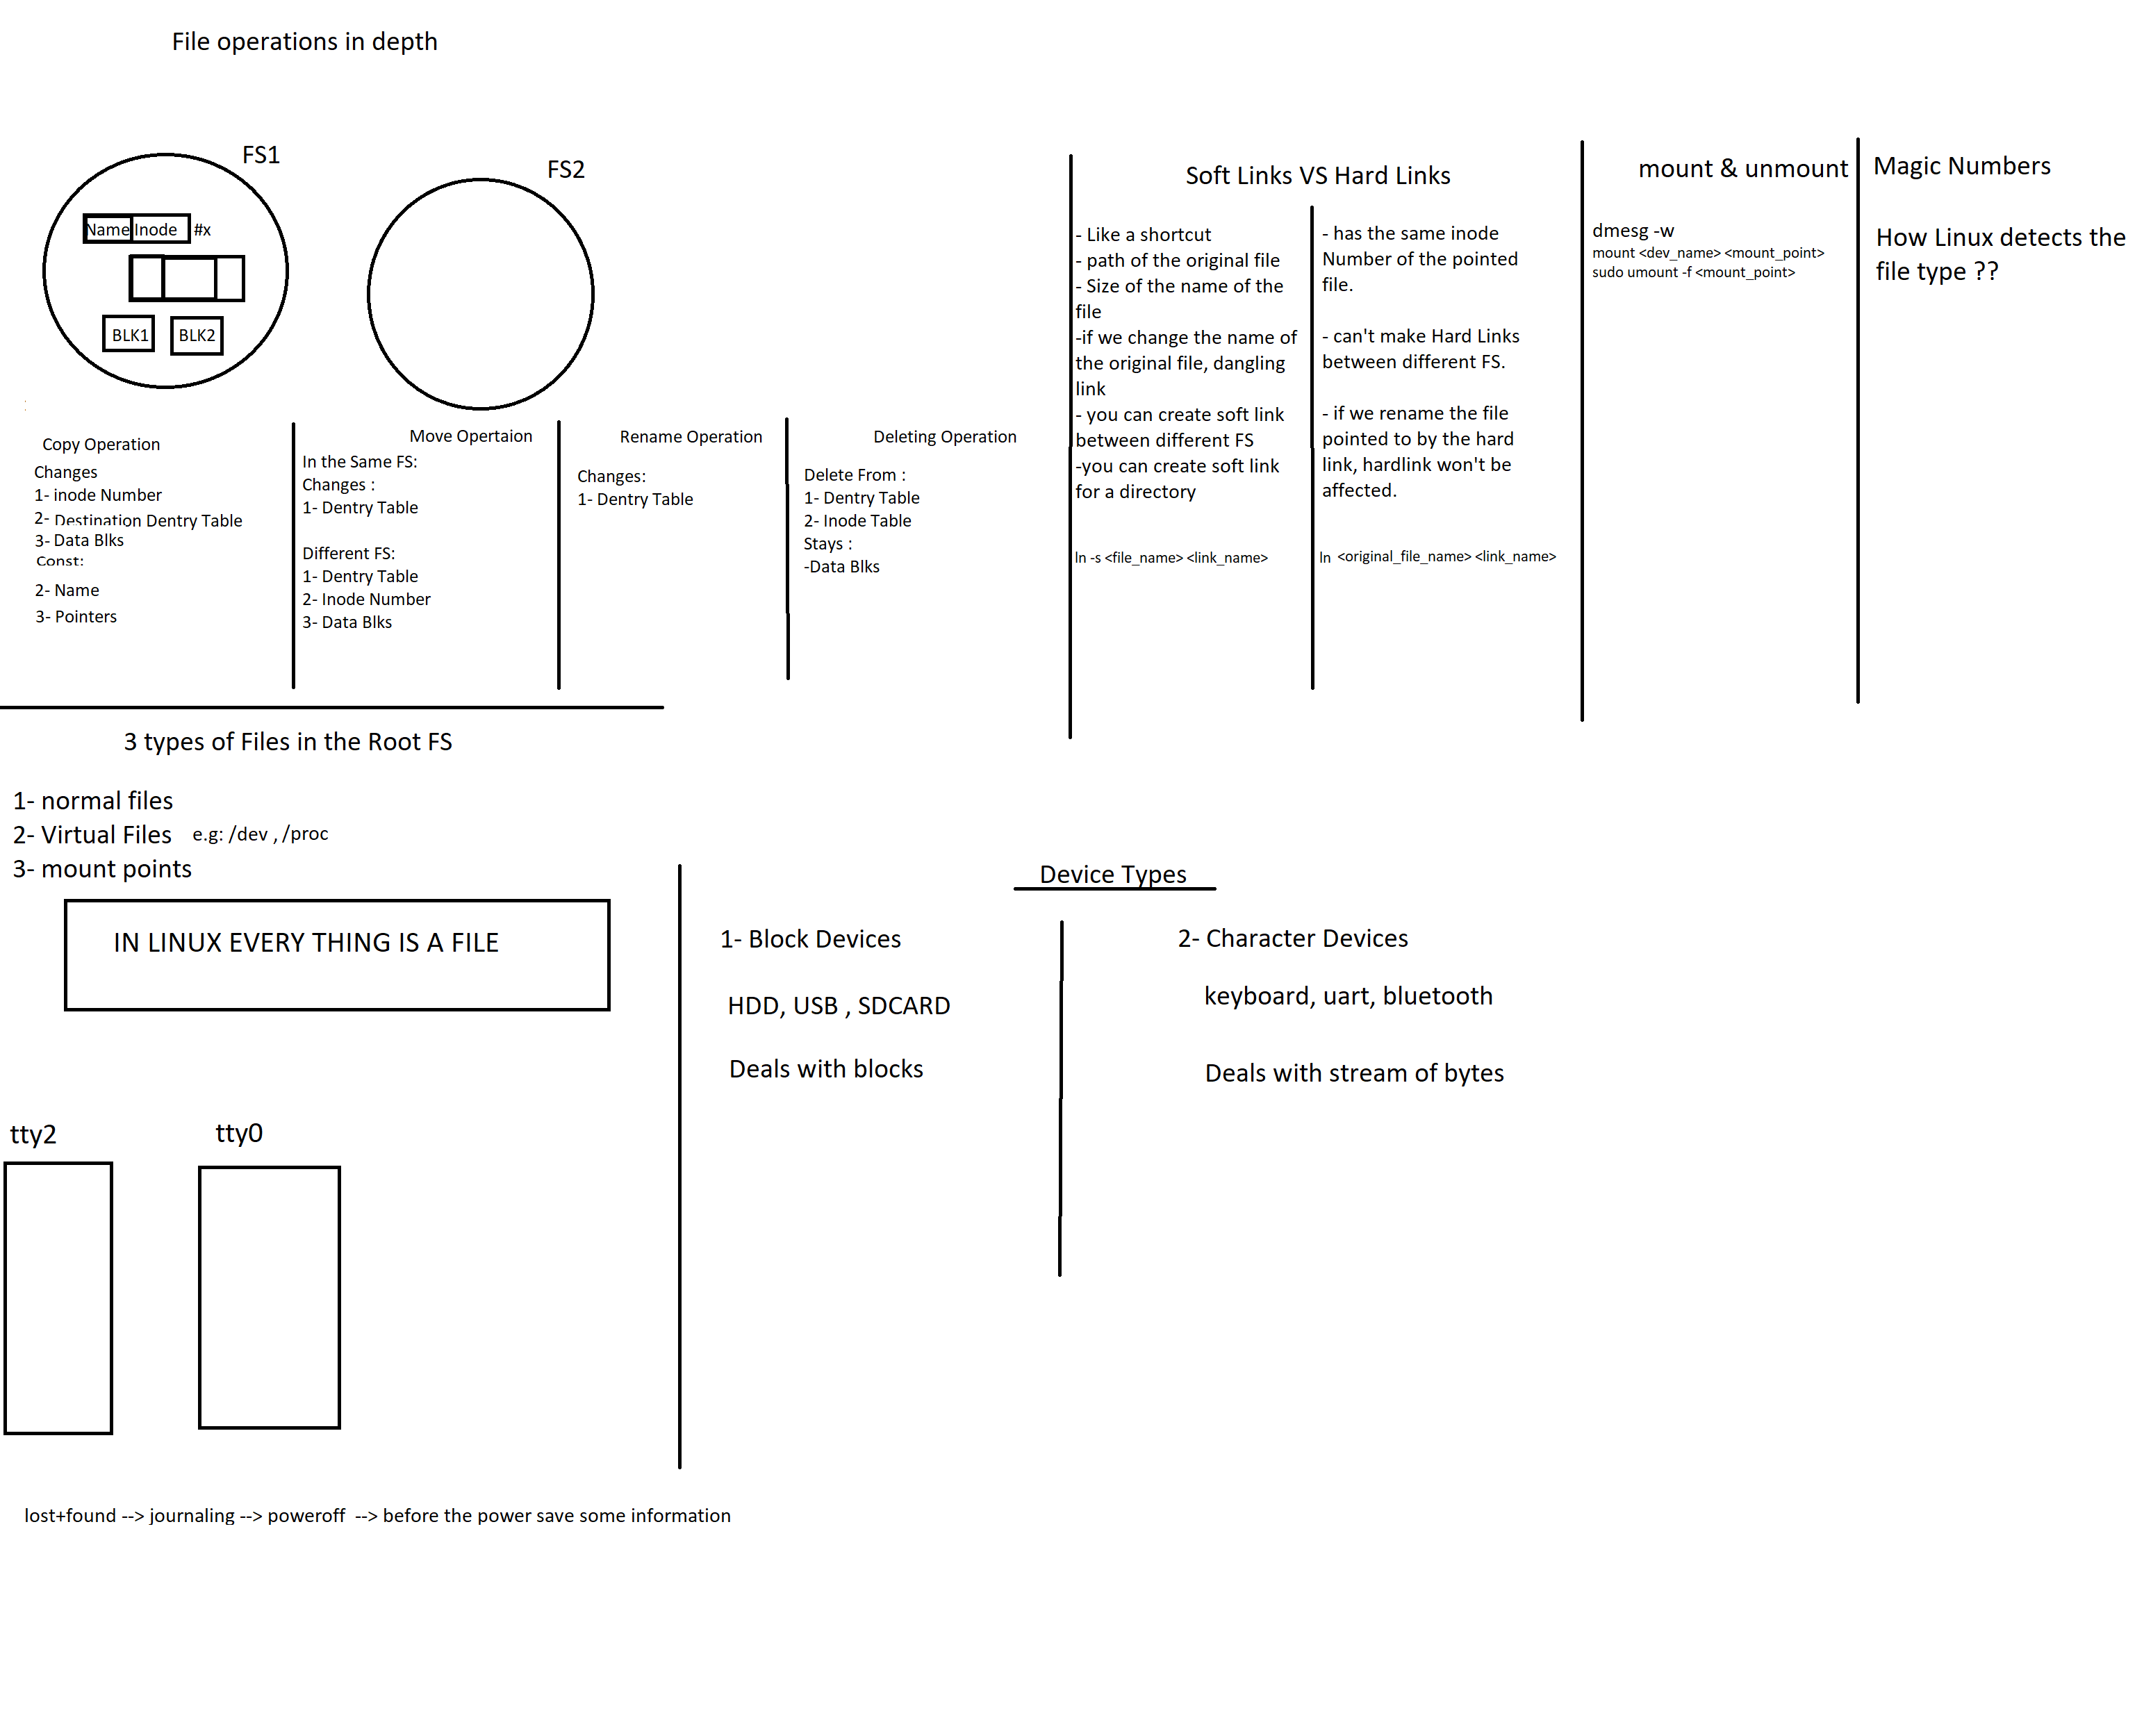 File operations in depth
FS1
FS2
Name Inode #x
BLK1 BLK2
Copy Operation
Changes
1- inode Number
2- Destination Dentry Table
3- Data Blks
Const:
2- Name
3- Pointers
Move Opertaion
In the Same FS:
Changes :
1- Dentry Table
Different FS:
1- Dentry Table
2- Inode Number
3- Data Blks
Rename Operation
Changes:
1- Dentry Table
Deleting Operation
Delete From :
1- Dentry Table
2- Inode Table
Stays :
-Data Blks
Soft Links VS Hard Links
- Like a shortcut
- path of the original file
- Size of the name of the
file
-if we change the name of
the original file, dangling
link
- you can create soft link
between different FS
-you can create soft link
for a directory
ln -s <file_name> <link_name>
- has the same inode
Number of the pointed
file.
- can't make Hard Links
between different FS.
- if we rename the file
pointed to by the hard
link, hardlink won't be
affected.
ln <original_file_name> <link_name>
mount & unmount
dmesg -w
mount <dev_name> <mount_point>
sudo umount -f <mount_point>
Magic Numbers
How Linux detects the
file type ??
3 types of Files in the Root FS
1- normal files
2- Virtual Files e.g: /dev , /proc
3- mount points
IN LINUX EVERY THING IS A FILE
Device Types
1- Block Devices
HDD, USB , SDCARD
Deals with blocks
2- Character Devices
keyboard, uart, bluetooth
Deals with stream of bytes
tty2
tty0
lost+found --> journaling --> poweroff --> before the power save some information